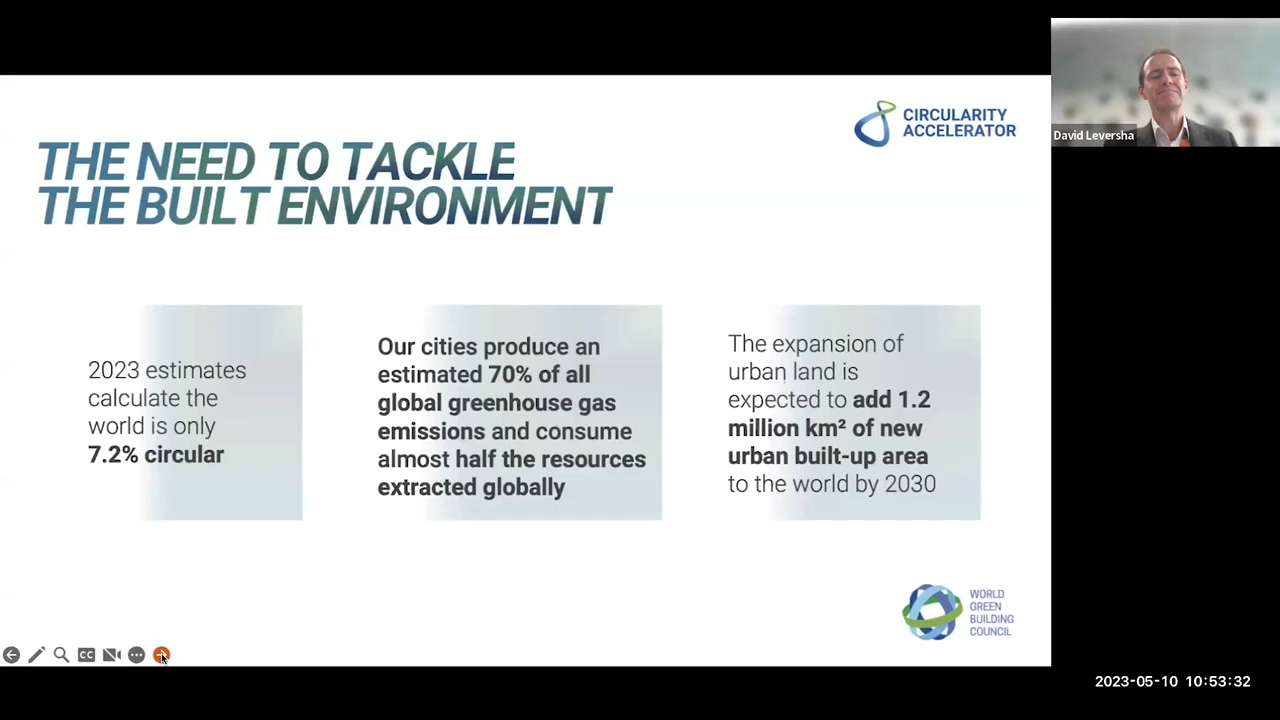 CIRCULARITY
ACCELERATOR
David Leversha
THE NEED TO TACKLE
THE BUILT ENVIRONMENT
2023 estimates
calculate the
world is only
7.2% circular
Our cities produce an
estimated 70% of all
global greenhouse gas
emissions and consume
almost half the resources
extracted globally
The expansion of
urban land is
expected to add 1.2
million km² of new
urban built-up area
to the world by 2030
WORLD
GREEN
BUILDING
COUNCIL
CC
2023-05-10 10:53:32